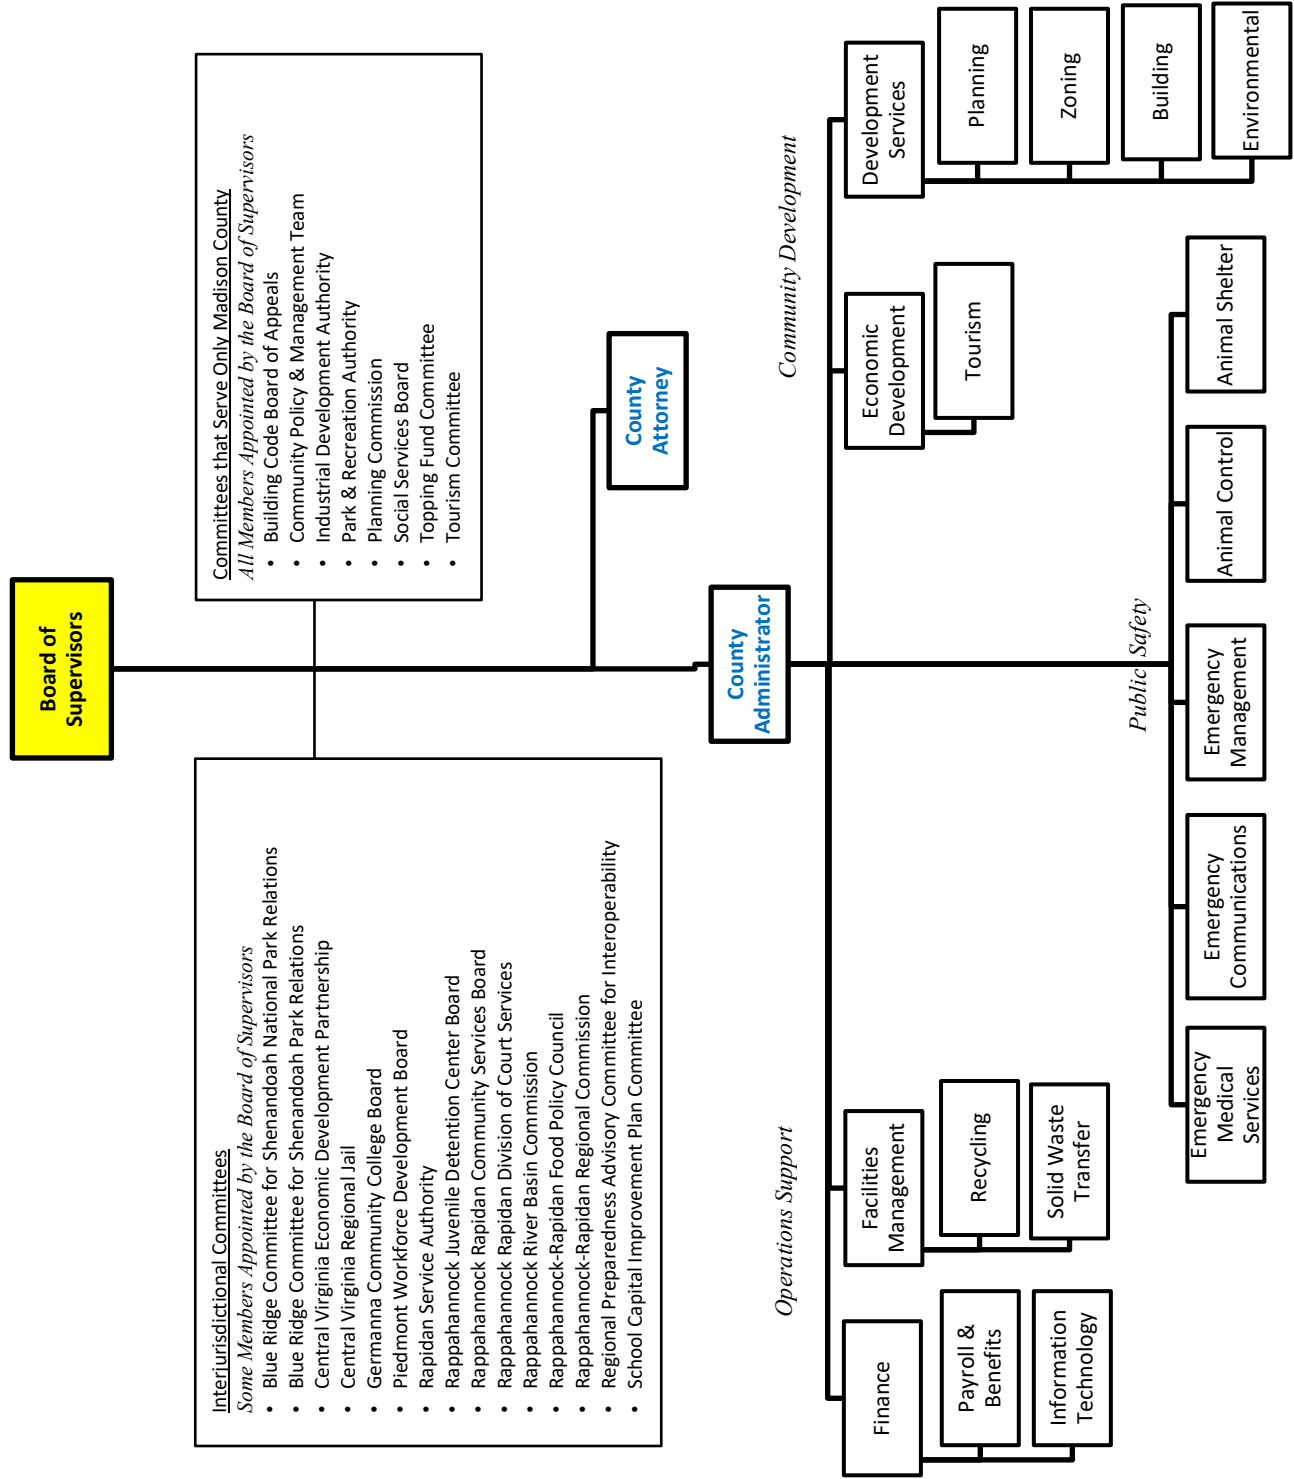 Board of
Supervisors
Interjurisdictional Committees
Some Members Appointed by the Board of Supervisors
• Blue Ridge Committee for Shenandoah National Park Relations
• Blue Ridge Committee for Shenandoah Park Relations
• Central Virginia Economic Development Partnership
• Central Virginia Regional Jail
• Germanna Community College Board
• Piedmont Workforce Development Board
• Rapidan Service Authority
• Rappahannock Juvenile Detention Center Board
• Rappahannock Rapidan Community Services Board
• Rappahannock Rapidan Division of Court Services
• Rappahannock River Basin Commission
• Rappahannock-Rapidan Food Policy Council
• Rappahannock-Rapidan Regional Commission
• Regional Preparedness Advisory Committee for Interoperability
• School Capital Improvement Plan Committee
Committees that Serve Only Madison County
All Members Appointed by the Board of Supervisors
• Building Code Board of Appeals
• Community Policy & Management Team
• Industrial Development Authority
• Park & Recreation Authority
• Planning Commission
• Social Services Board
• Topping Fund Committee
• Tourism Committee
County
Attorney
County
Administrator
Operations Support
Finance
Payroll &
Benefits
Information
Technology
Facilities
Management
Recycling
Solid Waste
Transfer
Community Development
Economic
Development
Tourism
Development
Services
Planning
Zoning
Building
Environmental
Public Safety
Emergency
Medical
Services
Emergency
Communications
Emergency
Management
Animal Control
Animal Shelter